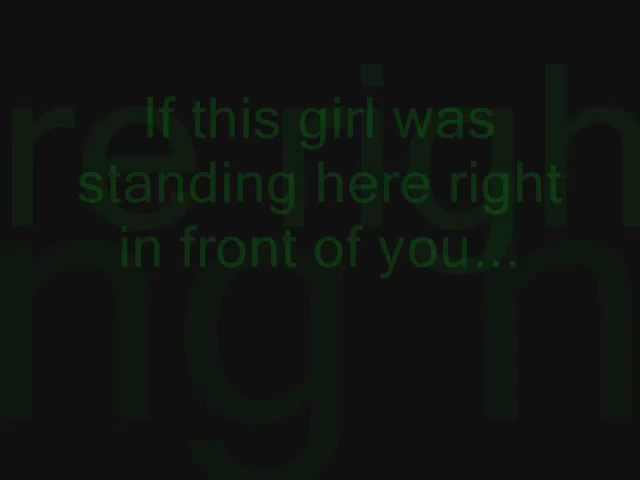 If this girl was
standing here right
in front of you...